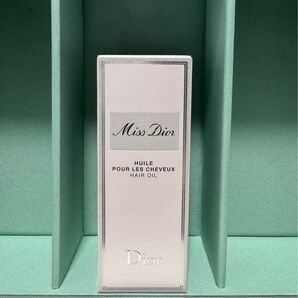 Miss Dior
HUILE
POUR LES CHEVEUX
HAIR OIL
Dior